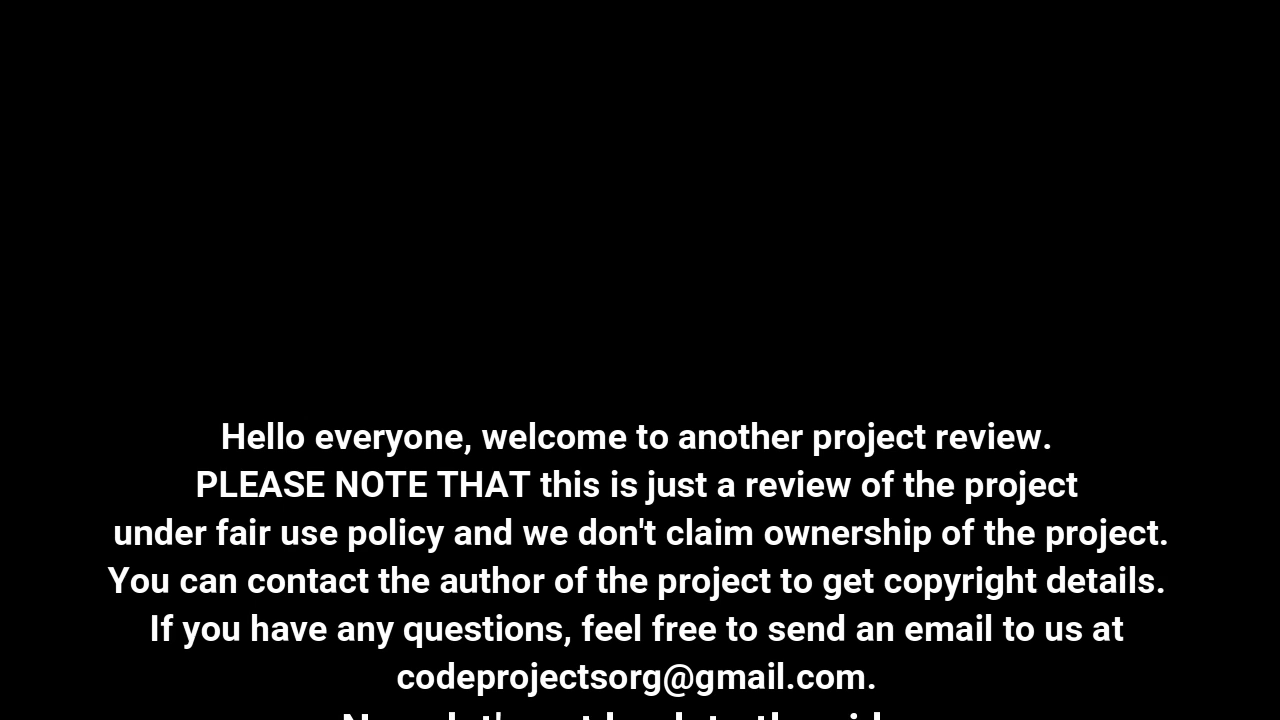 Hello everyone, welcome to another project review.
PLEASE NOTE THAT this is just a review of the project
under fair use policy and we don't claim ownership of the project.
You can contact the author of the project to get copyright details.
If you have any questions, feel free to send an email to us at
codeprojectsorg@gmail.com.